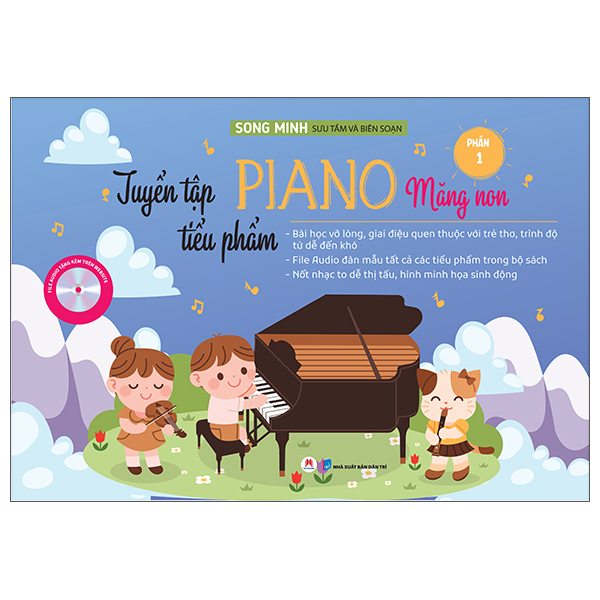 SONG MINH SƯU TẦM VÀ BIÊN SOẠN
PHẦN
1
Tuyển tập PIANO Măng non
tiểu phẩm
- Bài học vỡ lòng, giai điệu quen thuộc với trẻ thơ, trình độ
từ dễ đến khó
- File Audio đàn mẫu tất cả các tiểu phẩm trong bộ sách
- Nốt nhạc to dễ thị tấu, hình minh họa sinh động
FILE AUDIO TẶNG KÈM TRÊN WEBSITE
NHÀ XUẤT BẢN DÂN TRÍ